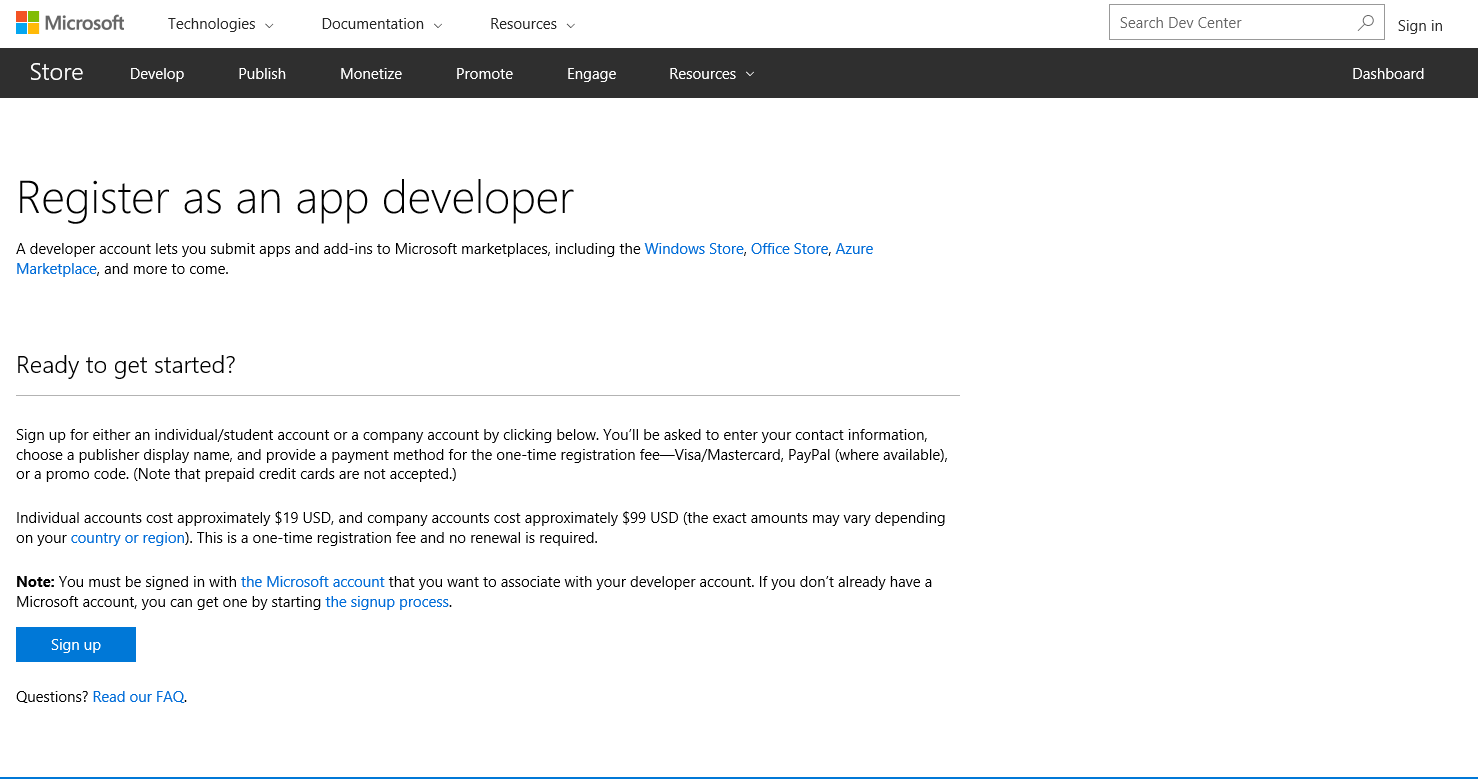 Microsoft Technologies Documentation Resources Search Dev Center Sign in
Store Develop Publish Monetize Promote Engage Resources Dashboard
Register as an app developer
A developer account lets you submit apps and add-ins to Microsoft marketplaces, including the Windows Store, Office Store, Azure
Marketplace, and more to come.
Ready to get started?
Sign up for either an individual/student account or a company account by clicking below. You’ll be asked to enter your contact information,
choose a publisher display name, and provide a payment method for the one-time registration fee—Visa/Mastercard, PayPal (where available),
or a promo code. (Note that prepaid credit cards are not accepted.)
Individual accounts cost approximately $19 USD, and company accounts cost approximately $99 USD (the exact amounts may vary depending
on your country or region). This is a one-time registration fee and no renewal is required.
Note: You must be signed in with the Microsoft account that you want to associate with your developer account. If you don’t already have a
Microsoft account, you can get one by starting the signup process.
Sign up
Questions? Read our FAQ.